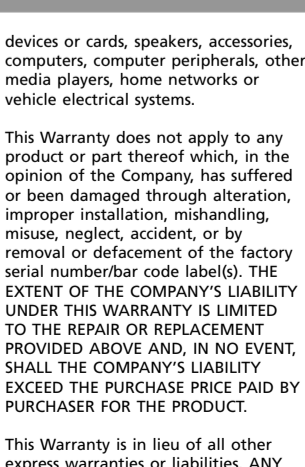 devices or cards, speakers, accessories,
computers, computer peripherals, other
media players, home networks or
vehicle electrical systems.
This Warranty does not apply to any
product or part thereof which, in the
opinion of the Company, has suffered
or been damaged through alteration,
improper installation, mishandling,
misuse, neglect, accident, or by
removal or defacement of the factory
serial number/bar code label(s). THE
EXTENT OF THE COMPANY’S LIABILITY
UNDER THIS WARRANTY IS LIMITED
TO THE REPAIR OR REPLACEMENT
PROVIDED ABOVE AND, IN NO EVENT,
SHALL THE COMPANY’S LIABILITY
EXCEED THE PURCHASE PRICE PAID BY
PURCHASER FOR THE PRODUCT.
This Warranty is in lieu of all other
express warranties or liabilities. ANY